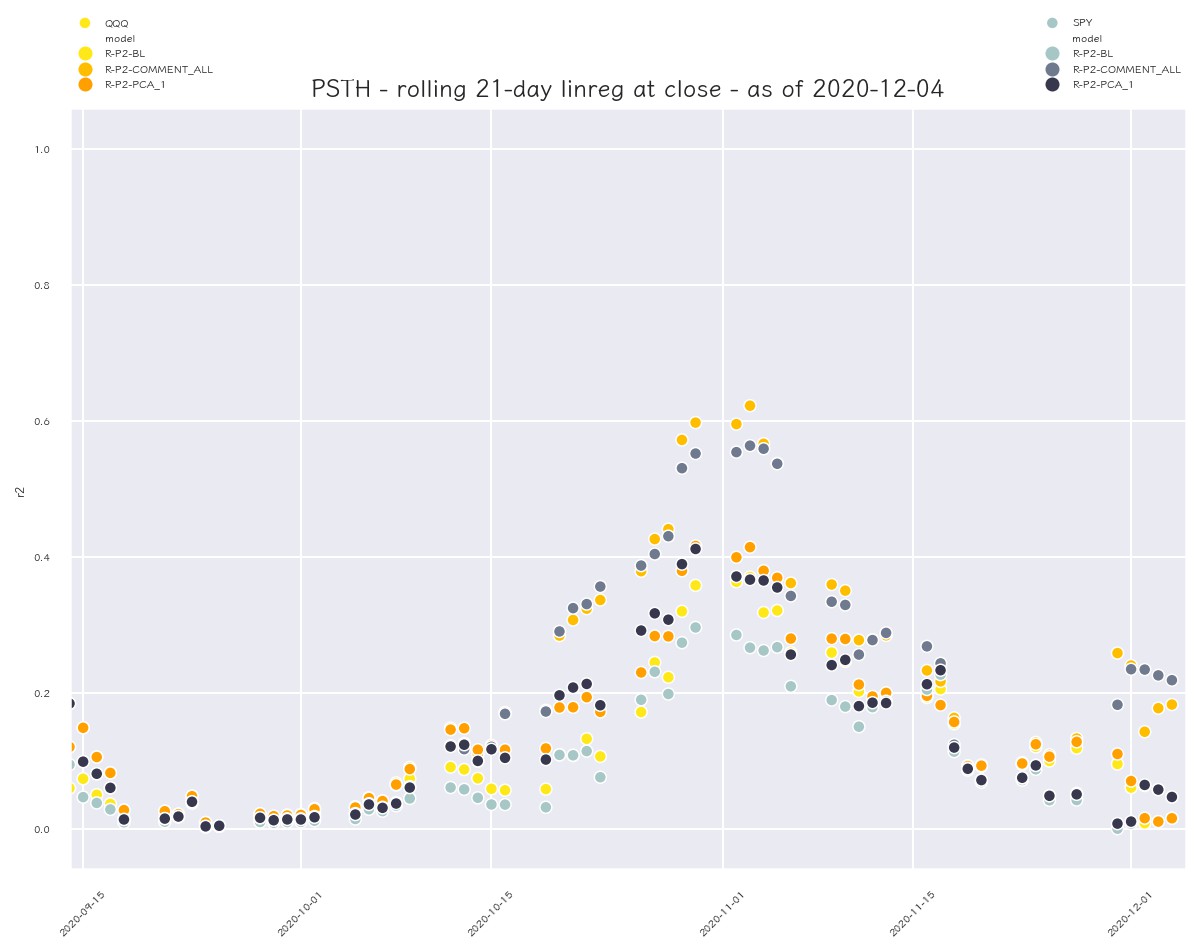 QQQ
model
R-P2-BL
R-P2-COMMENT_ALL
R-P2-PCA_1
SPY
model
R-P2-BL
R-P2-COMMENT_ALL
R-P2-PCA_1
PSTH - rolling 21-day linreg at close - as of 2020-12-04
1.0
0.8
0.6
0.4
0.2
0.0
r2
2020-09-15
2020-10-01
2020-10-15
2020-11-01
2020-11-15
2020-12-01